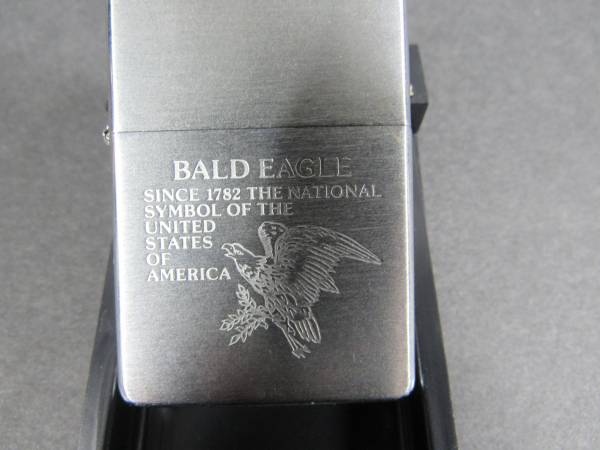 BALD EAGLE
SINCE 1782 THE NATIONAL
SYMBOL OF THE
UNITED
STATES
OF
AMERICA